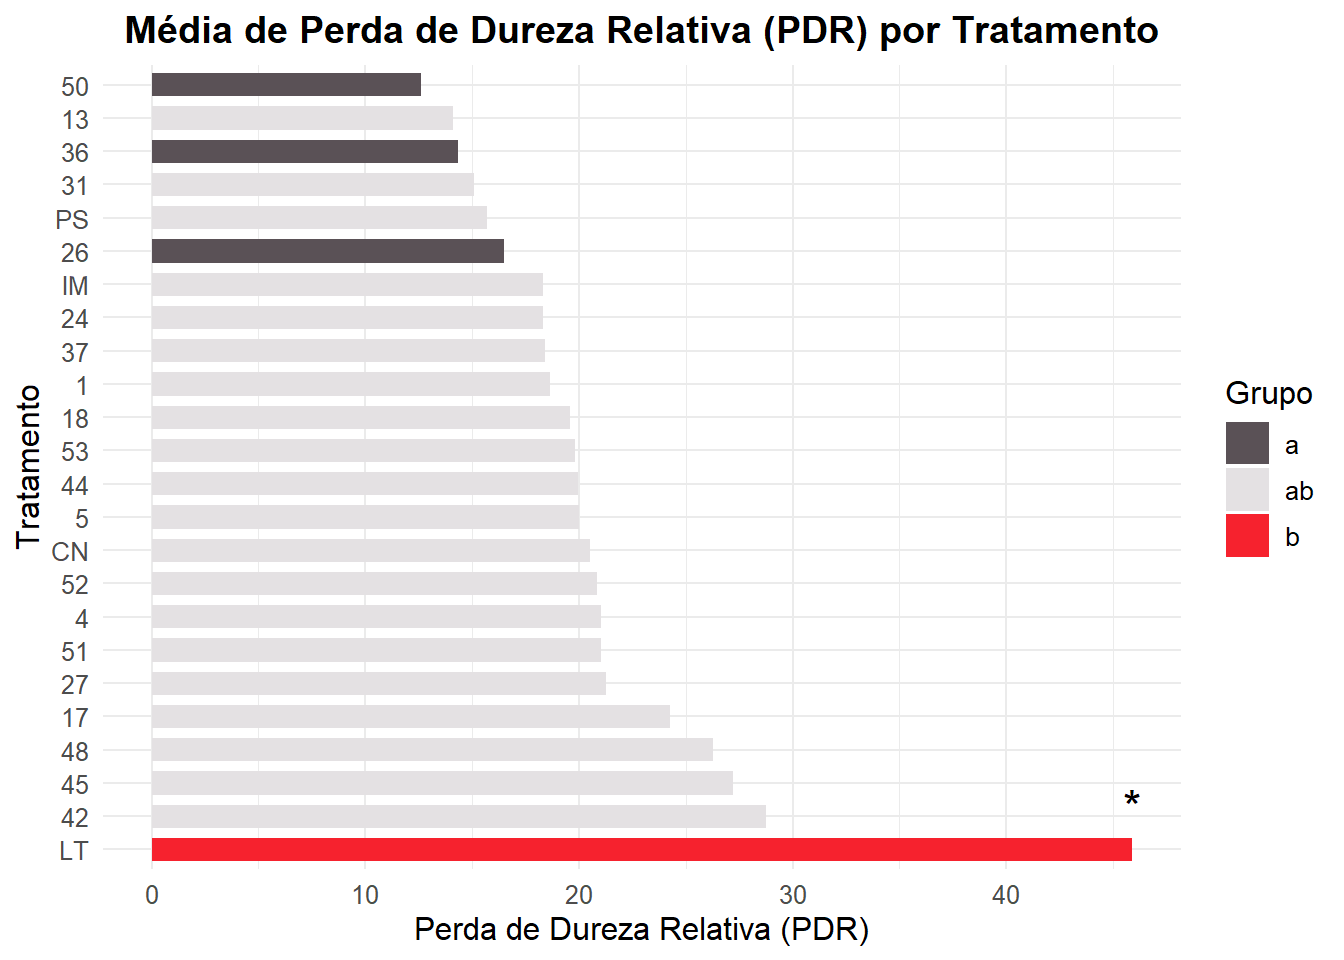 Média de Perda de Dureza Relativa (PDR) por Tratamento
Tratamento
50
13
36
31
PS
26
IM
24
37
1
18
53
44
5
CN
52
4
51
27
17
48
45
42
LT
*
0 10 20 30 40
Perda de Dureza Relativa (PDR)
Grupo
a
ab
b